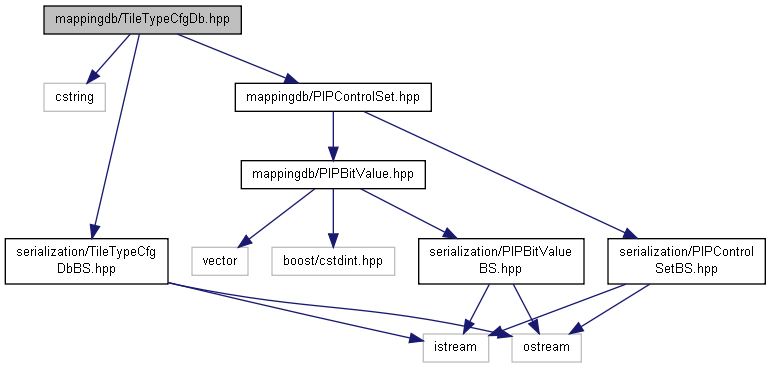 mappingdb/TileTypeCfgDb.hpp
cstring
mappingdb/PIPControlSet.hpp
mappingdb/PIPBitValue.hpp
serialization/TileTypeCfg
DbBS.hpp
vector
boost/cstdint.hpp
serialization/PIPBitValue
BS.hpp
serialization/PIPControl
SetBS.hpp
istream
ostream